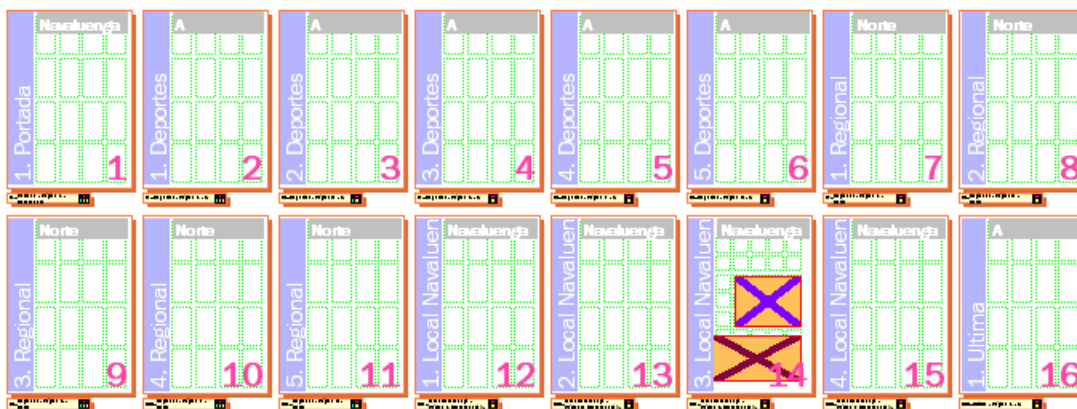 Navaluenga
1. Portada
1
A
1. Deportes
2
A
2. Deportes
3
A
3. Deportes
4
A
4. Deportes
5
A
5. Deportes
6
Norte
1. Regional
7
Norte
2. Regional
8
Norte
3. Regional
9
Norte
4. Regional
10
Norte
5. Regional
11
Navaluenga
1. Local Navaluen
12
Navaluenga
2. Local Navaluen
13
Navaluenga
3. Local Navaluen
14
Navaluenga
4. Local Navaluen
15
A
1. Ultima
16